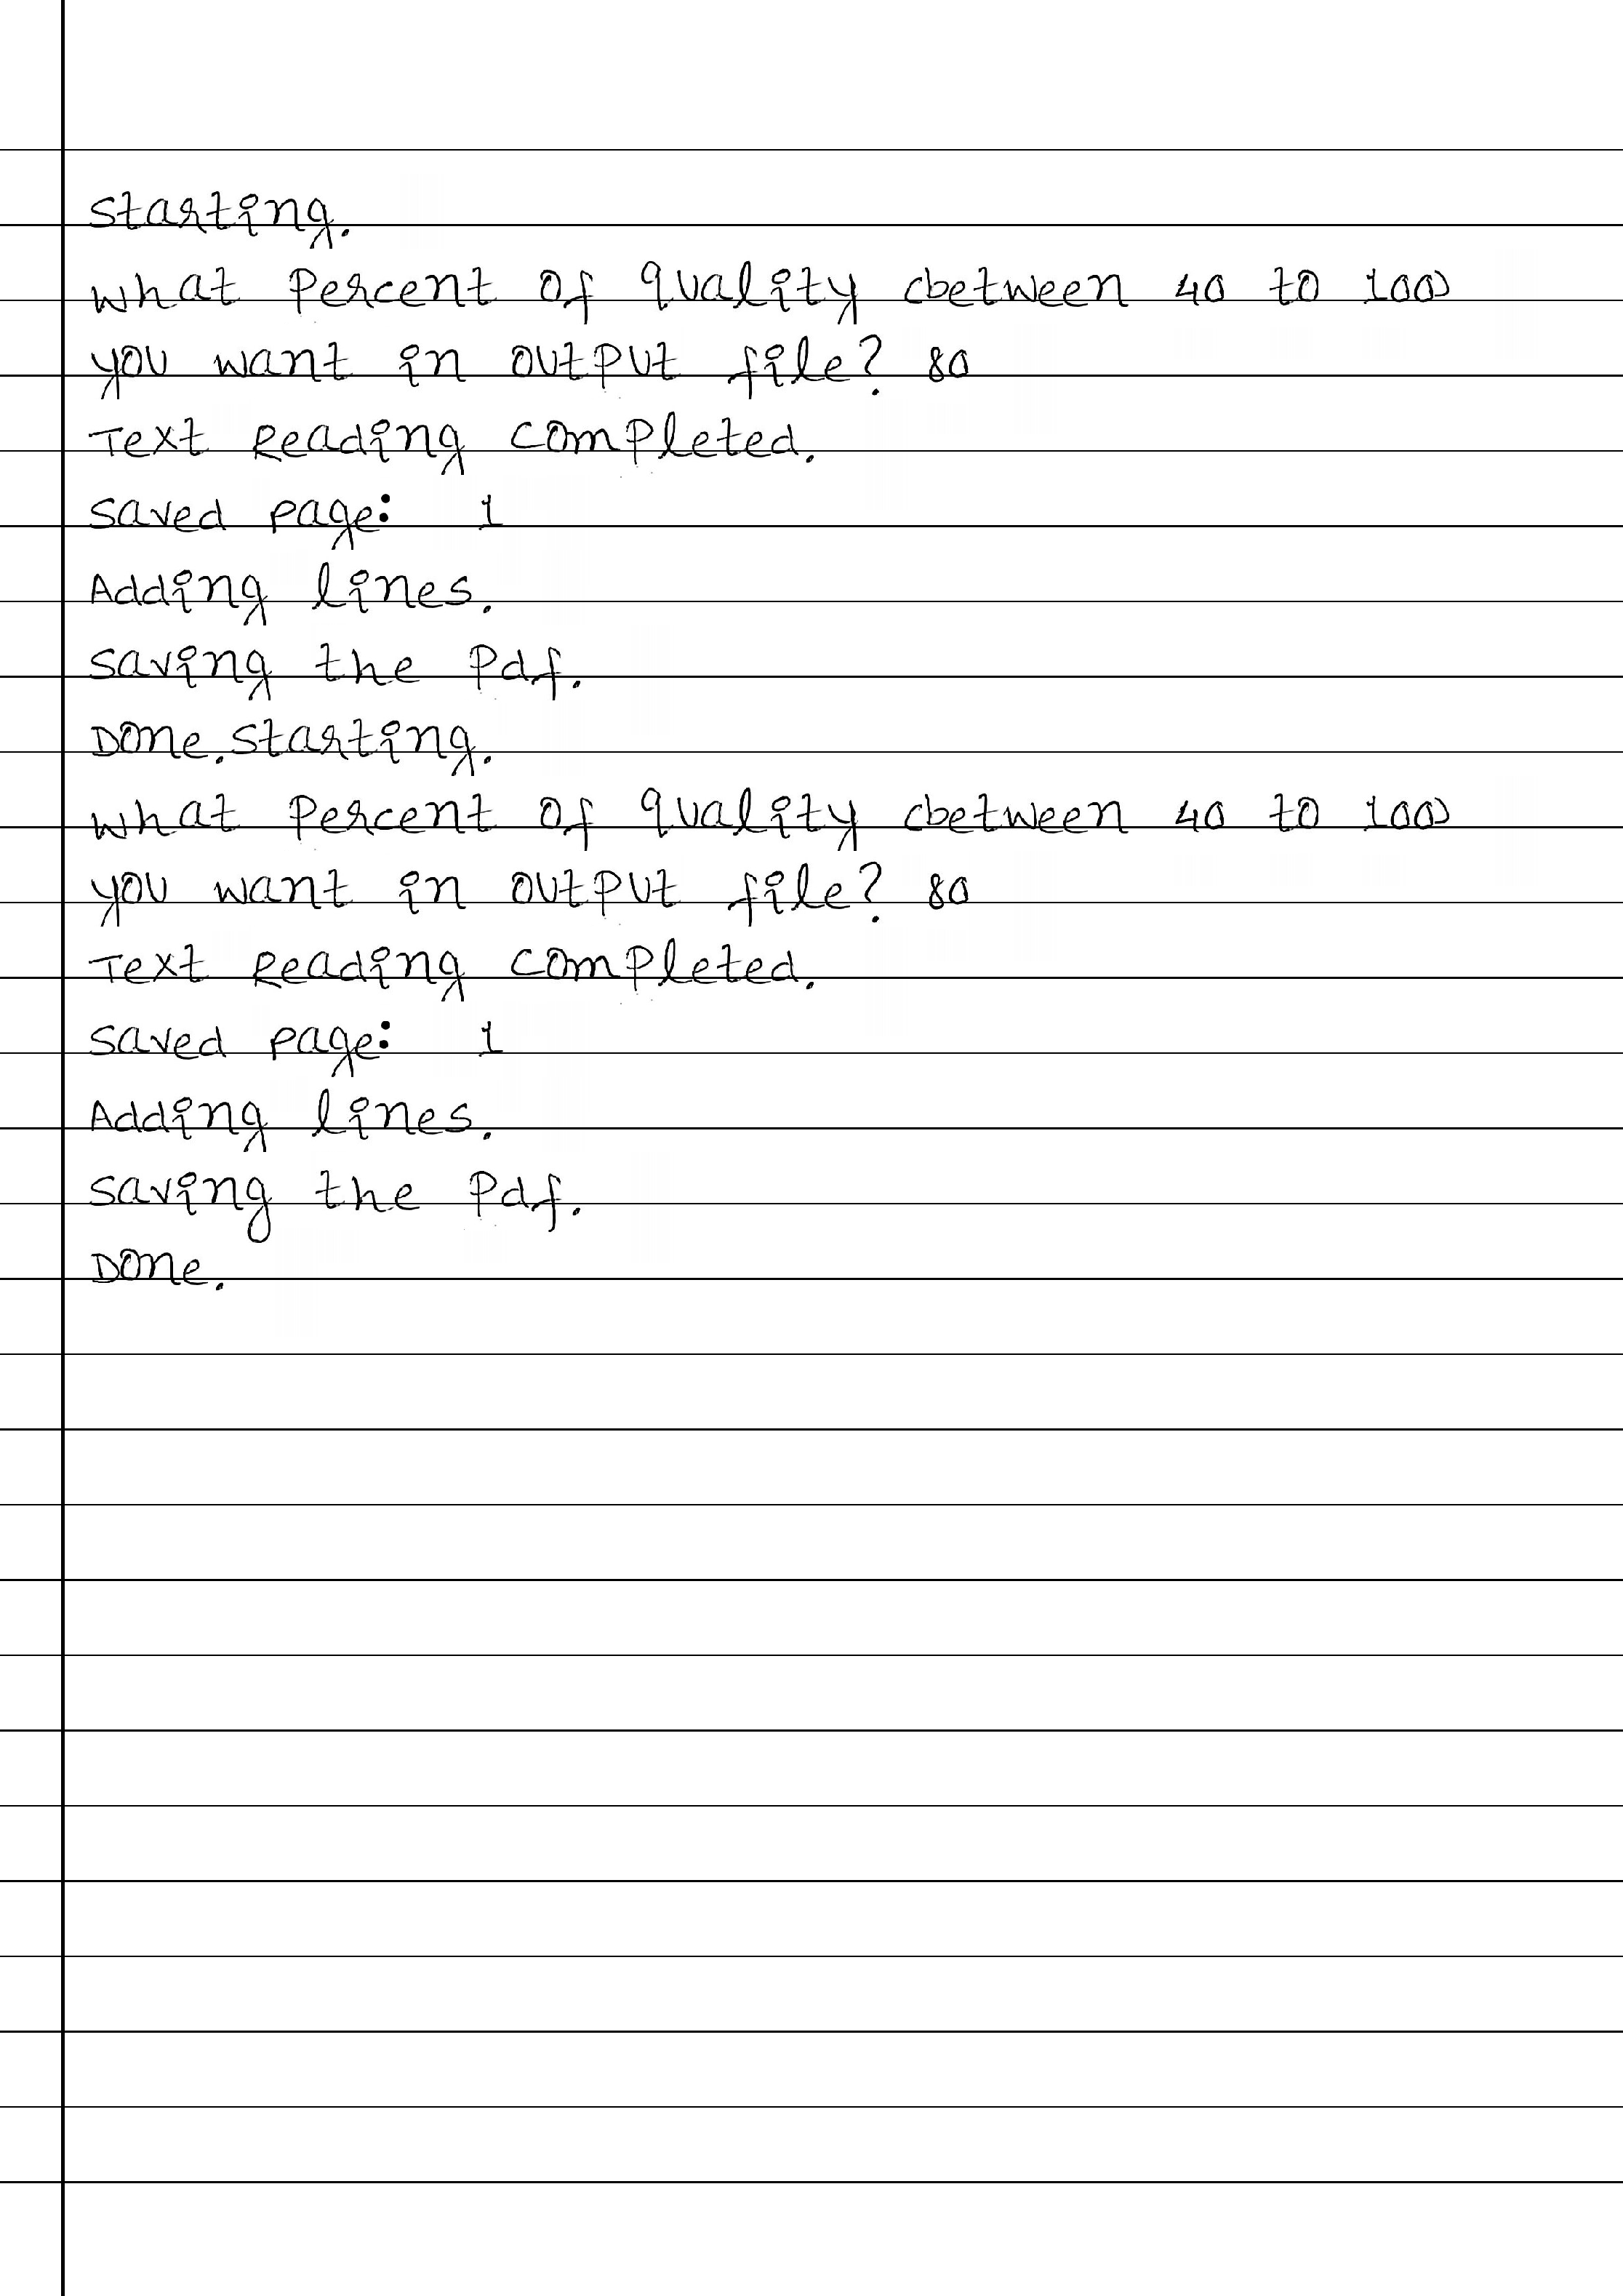 Starting.
What Percent of quality (between 40 to 100)
you want in output file? 80
Text Reading Completed.
Saved page: 1
Adding lines.
Saving the Pdf.
Done.Starting.
What Percent of quality (between 40 to 100)
you want in output file? 80
Text Reading Completed.
Saved page: 1
Adding lines.
Saving the Pdf.
Done.